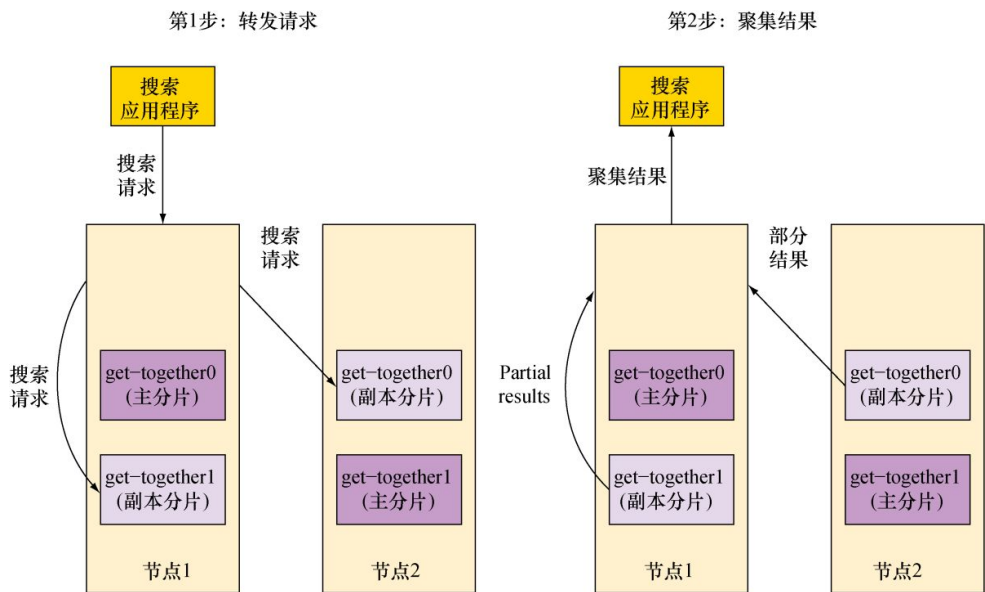 第1步：转发请求
搜索
应用程序
搜索
请求
搜索
请求
搜索
请求
get-together0
(主分片)
get-together1
(副本分片)
节点1
get-together0
(副本分片)
get-together1
(主分片)
节点2
第2步：聚集结果
搜索
应用程序
聚集结果
部分
结果
Partial
results
get-together0
(主分片)
get-together1
(副本分片)
节点1
get-together0
(副本分片)
get-together1
(主分片)
节点2